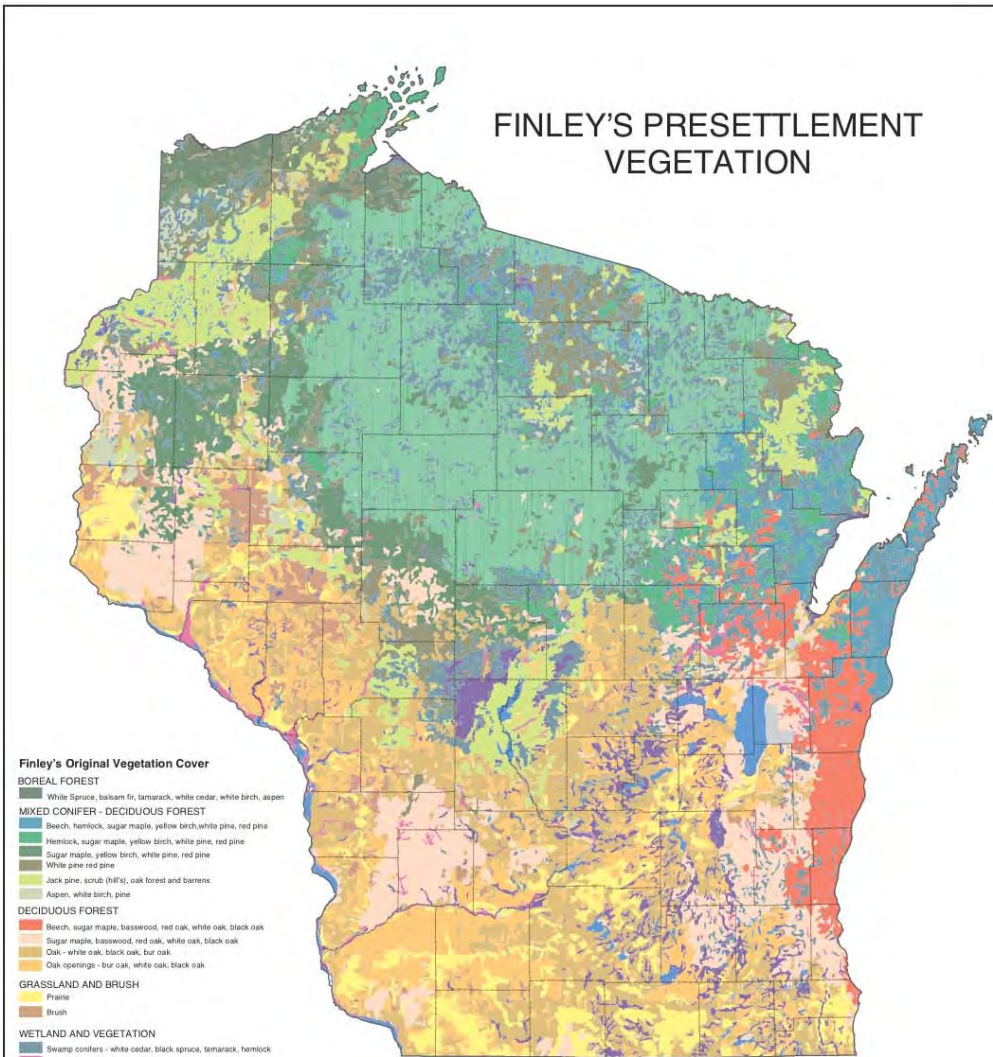 FINLEY'S PRESETTLEMENT
VEGETATION
Finley's Original Vegetation Cover
BOREAL FOREST
White Spruce, balsam fir, tamarack, white cedar, white birch, aspen
MIXED CONIFER - DECIDUOUS FOREST
Beech, hemlock, sugar maple, yellow birch,white pine, red pine
Hemlock, sugar maple, yellow birch, white pine, red pine
Sugar maple, yellow birch, white pine, red pine
White pine red pine
Jack pine, scrub (hill's), oak forest and barrens
Aspen, white birch, pine
DECIDUOUS FOREST
Beech, sugar maple, basswood, red oak, white oak, black oak
Sugar maple, basswood, red oak, white oak, black oak
Oak - white oak, black oak, bur oak
Oak openings - bur oak, white oak, black oak
GRASSLAND AND BRUSH
Prairie
Brush
WETLAND AND VEGETATION
Swamp conifers - white cedar, black spruce, tamarack, hemlock